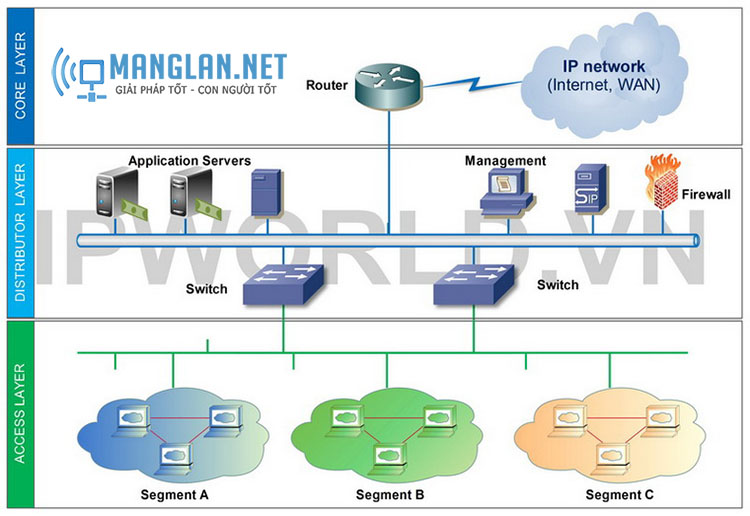 CORE LAYER
MANGLAN.NET
GIẢI PHÁP TỐT - CON NGƯỜI TỐT
Router
IP network
(Internet, WAN)
DISTRIBUTOR LAYER
Application Servers
Management
SIP
Firewall
IPWORLD.VN
Switch
Switch
ACCESS LAYER
Segment A
Segment B
Segment C